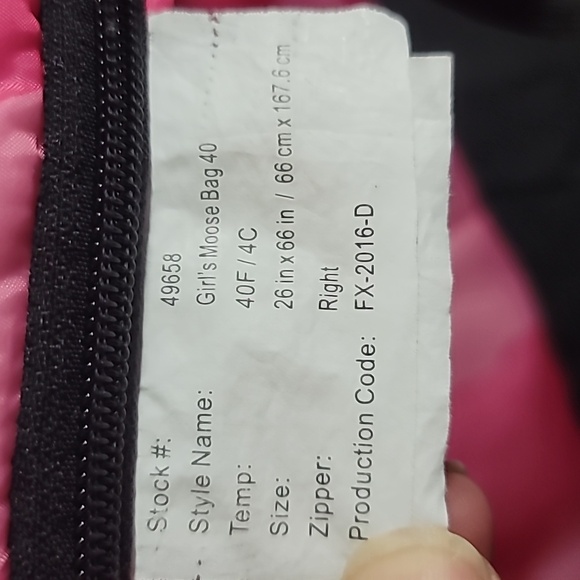 Stock #: 49658
Style Name: Girl's Moose Bag 40
Temp: 40F / 4C
Size: 26 in x 66 in / 66 cm x 167.6 cm
Zipper: Right
Production Code: FX-2016-D